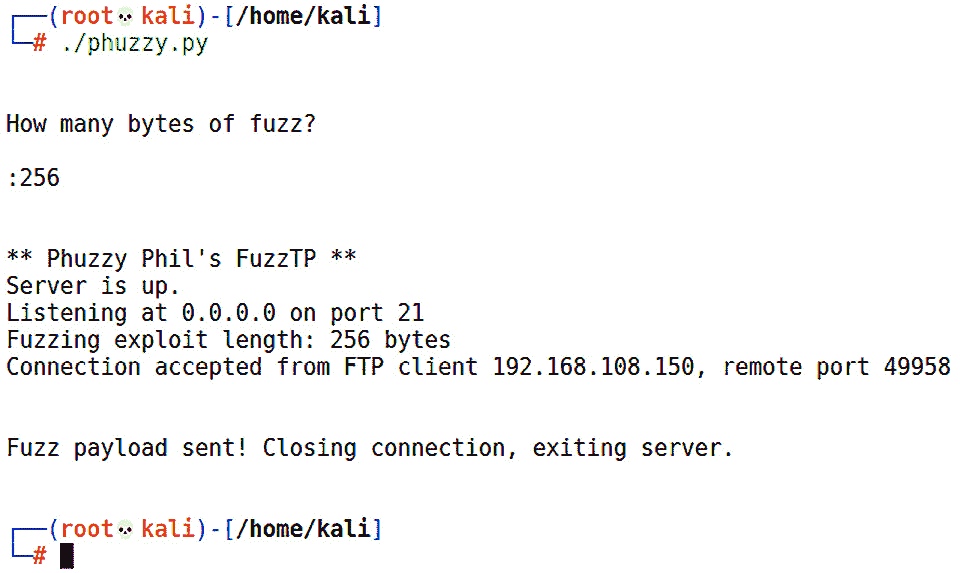 ┌──(root💀kali)-[/home/kali]
└─# ./phuzzy.py
How many bytes of fuzz?
:256
** Phuzzy Phil's FuzzTP **
Server is up.
Listening at 0.0.0.0 on port 21
Fuzzing exploit length: 256 bytes
Connection accepted from FTP client 192.168.108.150, remote port 49958
Fuzz payload sent! Closing connection, exiting server.
┌──(root💀kali)-[/home/kali]
└─#